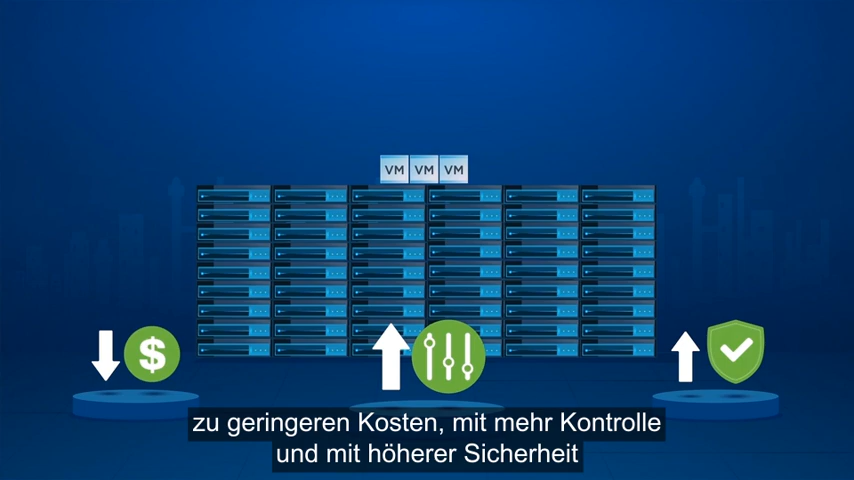 VM VM VM
$
zu geringeren Kosten, mit mehr Kontrolle
und mit höherer Sicherheit